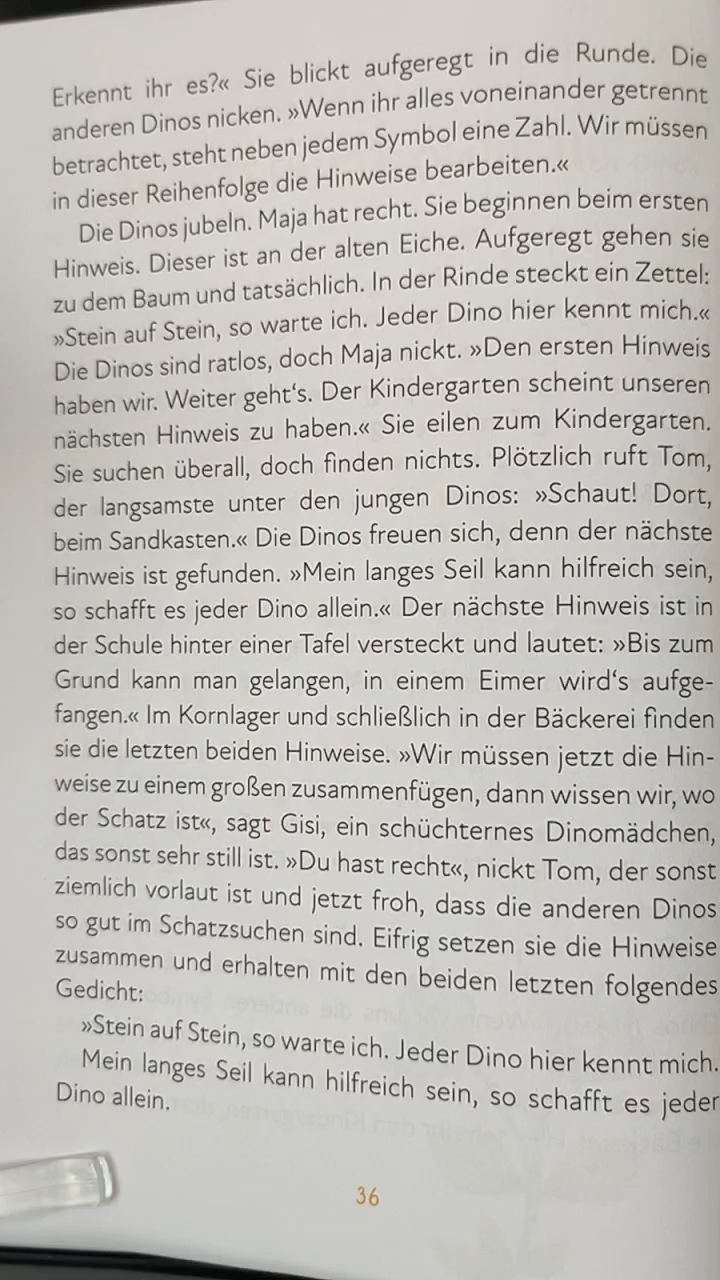 Erkennt ihr es?« Sie blickt aufgeregt in die Runde. Die
anderen Dinos nicken. »Wenn ihr alles voneinander getrennt
betrachtet, steht neben jedem Symbol eine Zahl. Wir müssen
in dieser Reihenfolge die Hinweise bearbeiten.«
Die Dinos jubeln. Maja hat recht. Sie beginnen beim ersten
Hinweis. Dieser ist an der alten Eiche. Aufgeregt gehen sie
zu dem Baum und tatsächlich. In der Rinde steckt ein Zettel:
»Stein auf Stein, so warte ich. Jeder Dino hier kennt mich.«
Die Dinos sind ratlos, doch Maja nickt. »Den ersten Hinweis
haben wir. Weiter geht‘s. Der Kindergarten scheint unseren
nächsten Hinweis zu haben.« Sie eilen zum Kindergarten.
Sie suchen überall, doch finden nichts. Plötzlich ruft Tom,
der langsamste unter den jungen Dinos: »Schaut! Dort,
beim Sandkasten.« Die Dinos freuen sich, denn der nächste
Hinweis ist gefunden. »Mein langes Seil kann hilfreich sein,
so schafft es jeder Dino allein.« Der nächste Hinweis ist in
der Schule hinter einer Tafel versteckt und lautet: »Bis zum
Grund kann man gelangen, in einem Eimer wird‘s aufge-
fangen.« Im Kornlager und schließlich in der Bäckerei finden
sie die letzten beiden Hinweise. »Wir müssen jetzt die Hin-
weise zu einem großen zusammenfügen, dann wissen wir, wo
der Schatz ist«, sagt Gisi, ein schüchternes Dinomädchen,
das sonst sehr still ist. »Du hast recht«, nickt Tom, der sonst
ziemlich vorlaut ist und jetzt froh, dass die anderen Dinos
so gut im Schatzsuchen sind. Eifrig setzen sie die Hinweise
zusammen und erhalten mit den beiden letzten folgendes
Gedicht:
»Stein auf Stein, so warte ich. Jeder Dino hier kennt mich.
Mein langes Seil kann hilfreich sein, so schafft es jeder
Dino allein.
36